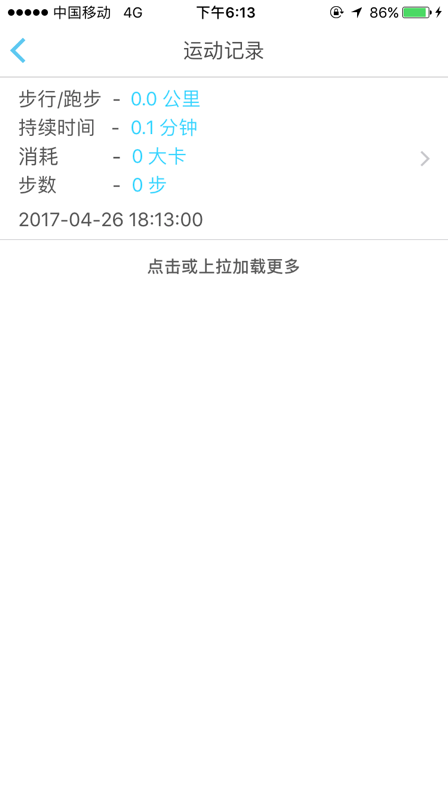 中国移动 4G 下午6:13 86%
运动记录
步行/跑步 - 0.0 公里
持续时间 - 0.1 分钟
消耗 - 0 大卡
步数 - 0 步
2017-04-26 18:13:00
点击或上拉加载更多